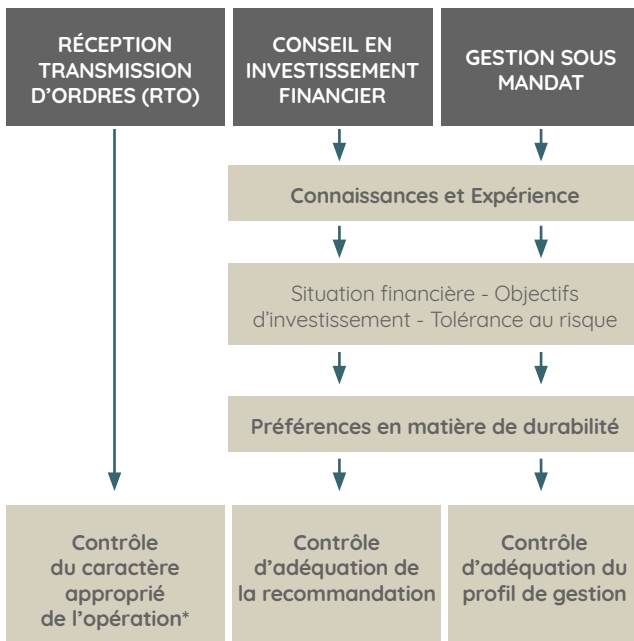 RÉCEPTION
TRANSMISSION
D'ORDRES (RTO)
CONSEIL EN
INVESTISSEMENT
FINANCIER
GESTION SOUS
MANDAT
Connaissances et Expérience
Situation financière - Objectifs
d'investissement - Tolérance au risque
Préférences en matière de durabilité
Contrôle
du caractère
approprié
de l'opération*
Contrôle
d'adéquation de
la recommandation
Contrôle
d'adéquation du
profil de gestion